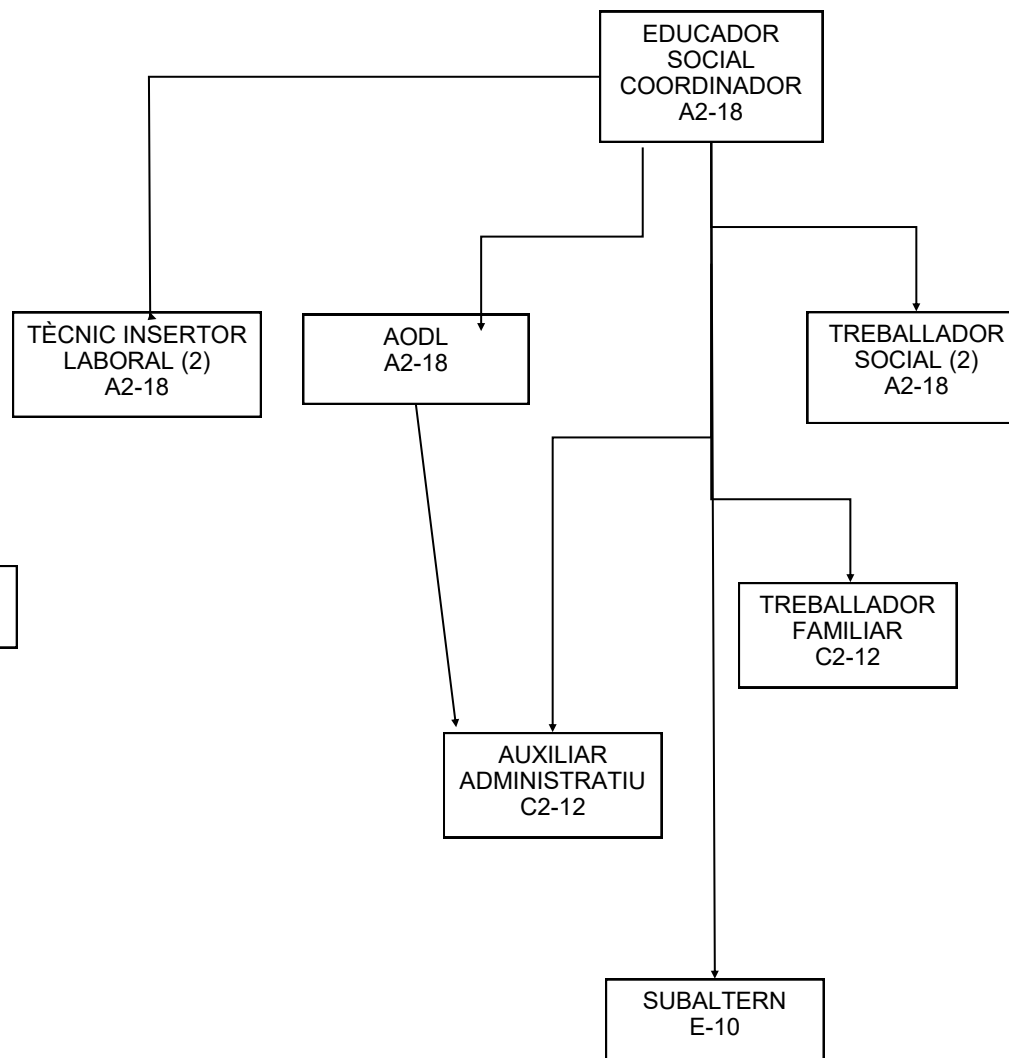 EDUCADOR
SOCIAL
COORDINADOR
A2-18
TÈCNIC INSERTOR
LABORAL (2)
A2-18
AODL
A2-18
TREBALLADOR
SOCIAL (2)
A2-18
TREBALLADOR
FAMILIAR
C2-12
AUXILIAR
ADMINISTRATIU
C2-12
SUBALTERN
E-10